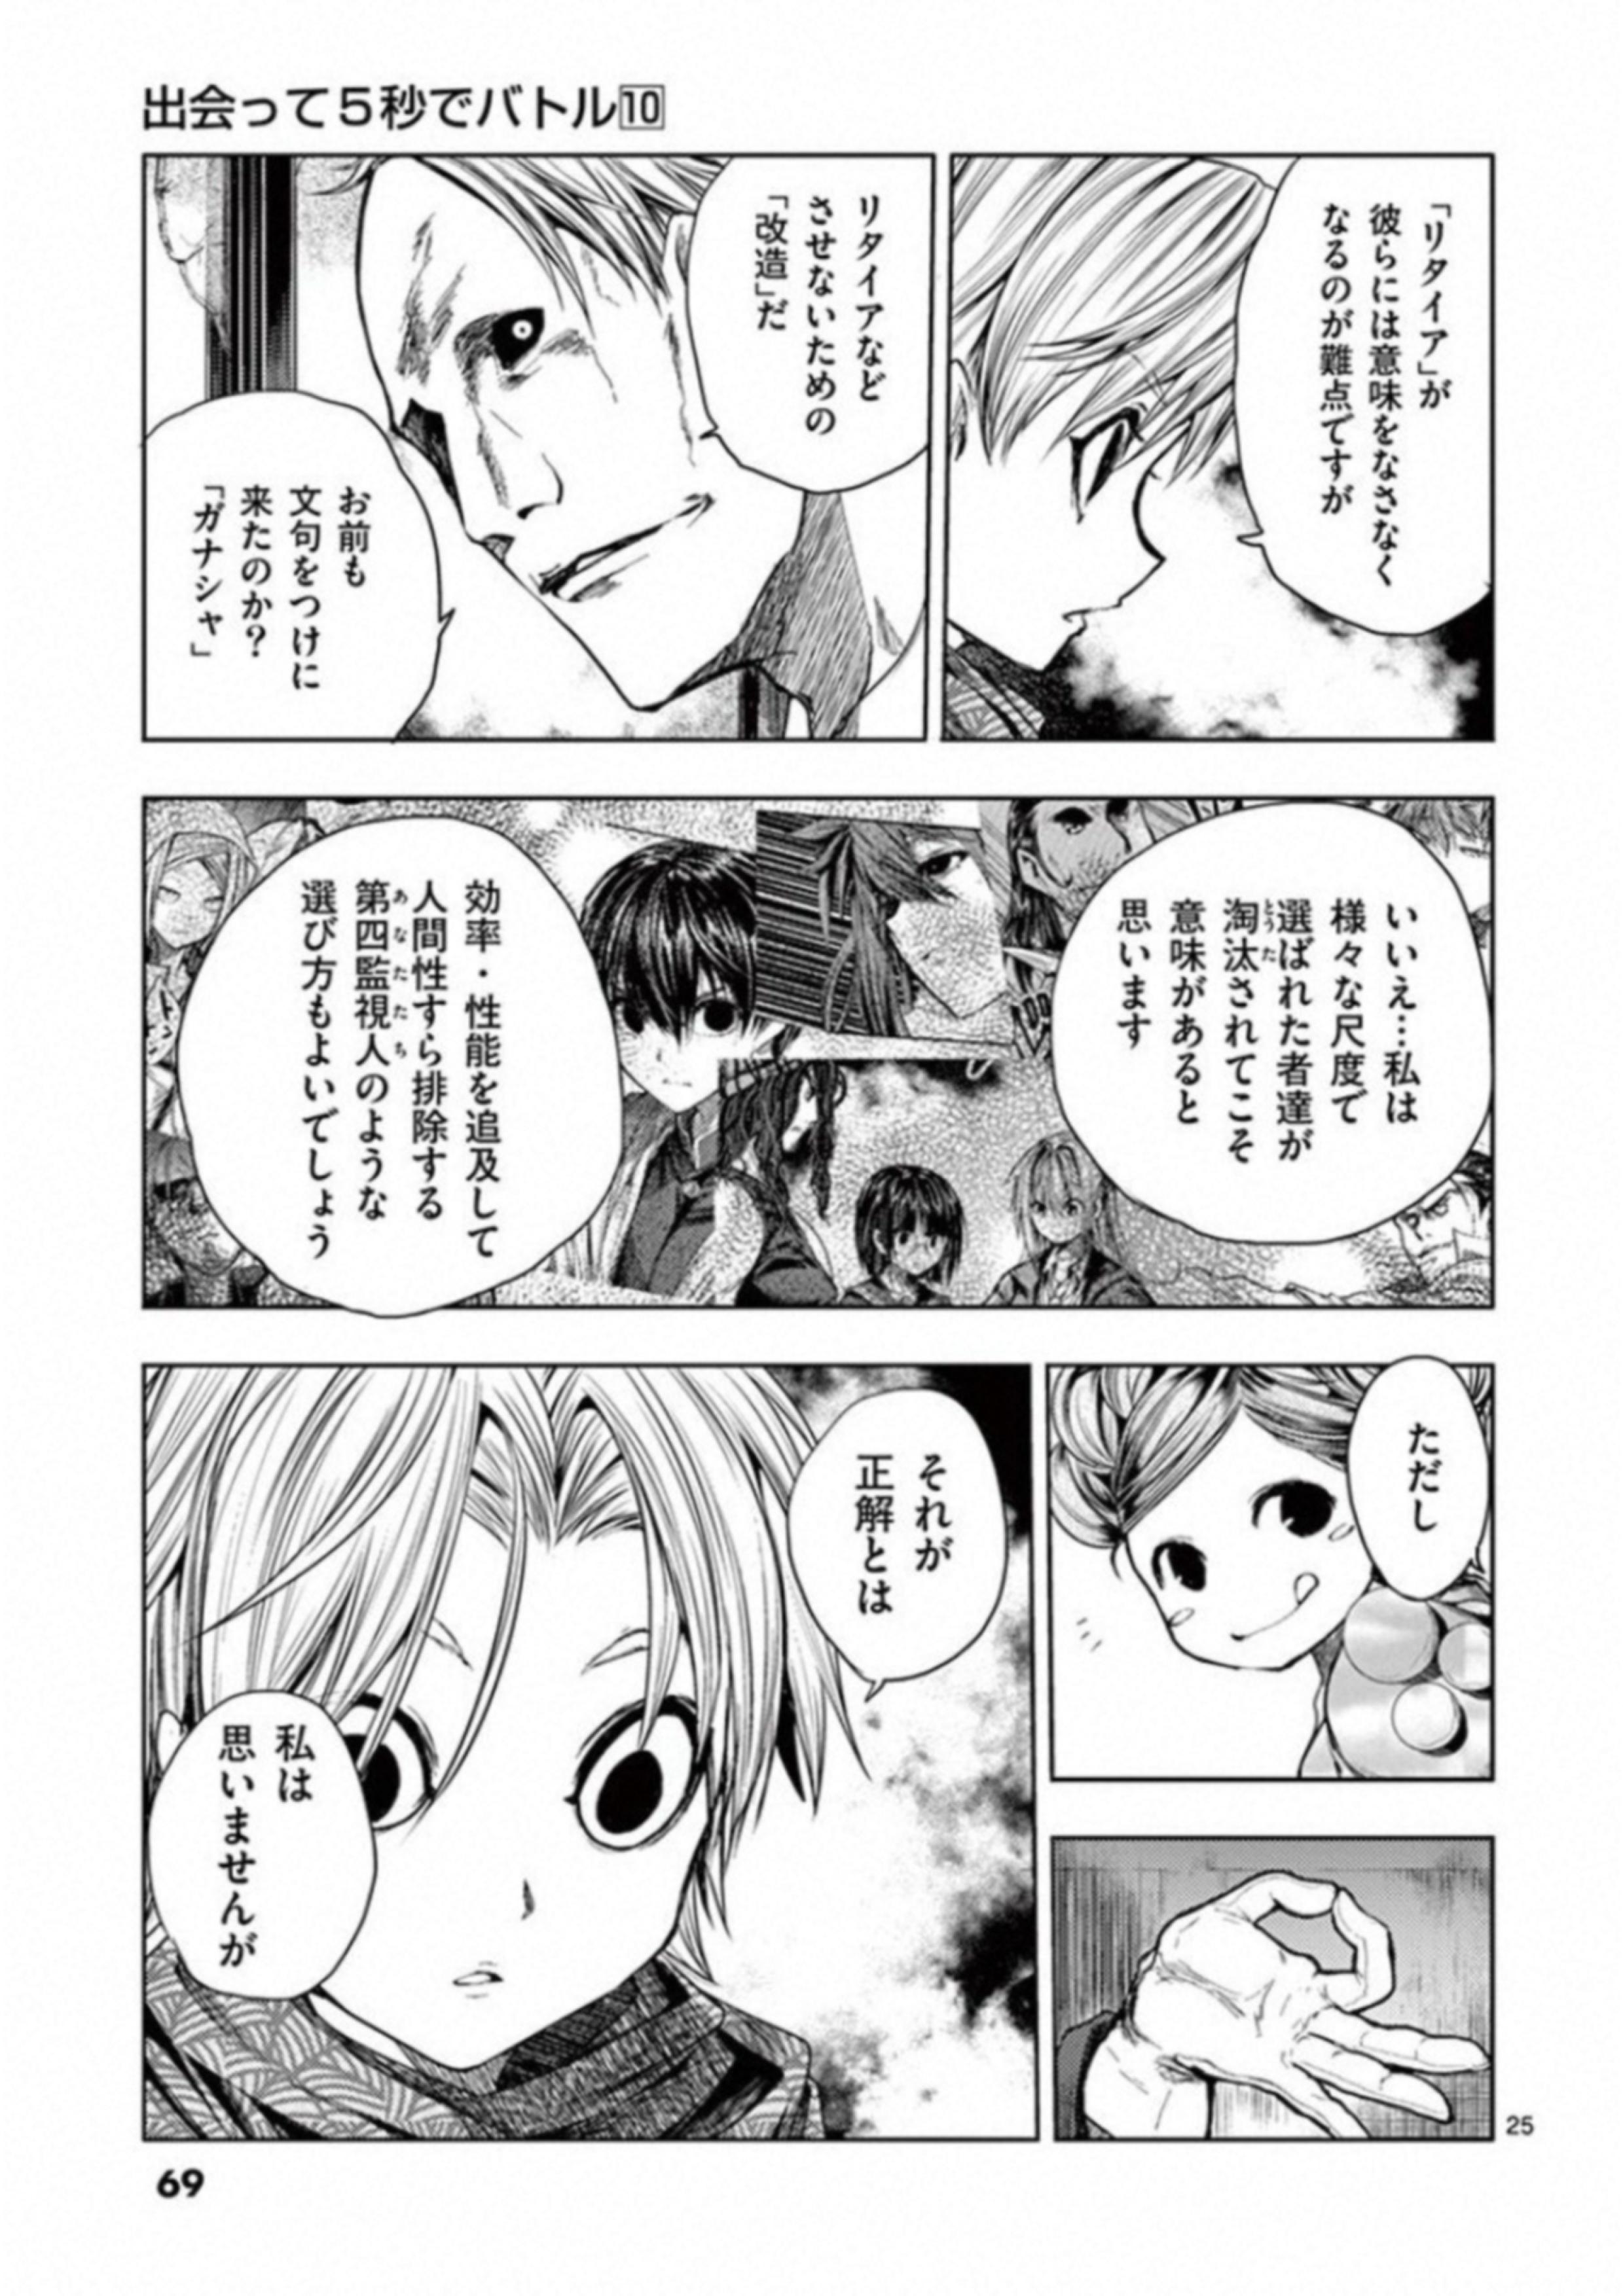 出会って５秒でバトル10
「リタイア」が
彼らには意味をなさなく
なるのが難点ですが
リタイアなど
させないための
「改造」だ
お前も
文句をつけに
来たのか？
「ガナシャ」
いいえ…私は
様々な尺度で
選ばれた者達が
淘汰されてこそ
とうた
意味があると
思います
効率・性能を追及して
人間性すら排除する
第四監視人のような
あなたたち
選び方もよいでしょう
ただし
それが
正解とは
私は
思いませんが
25
69